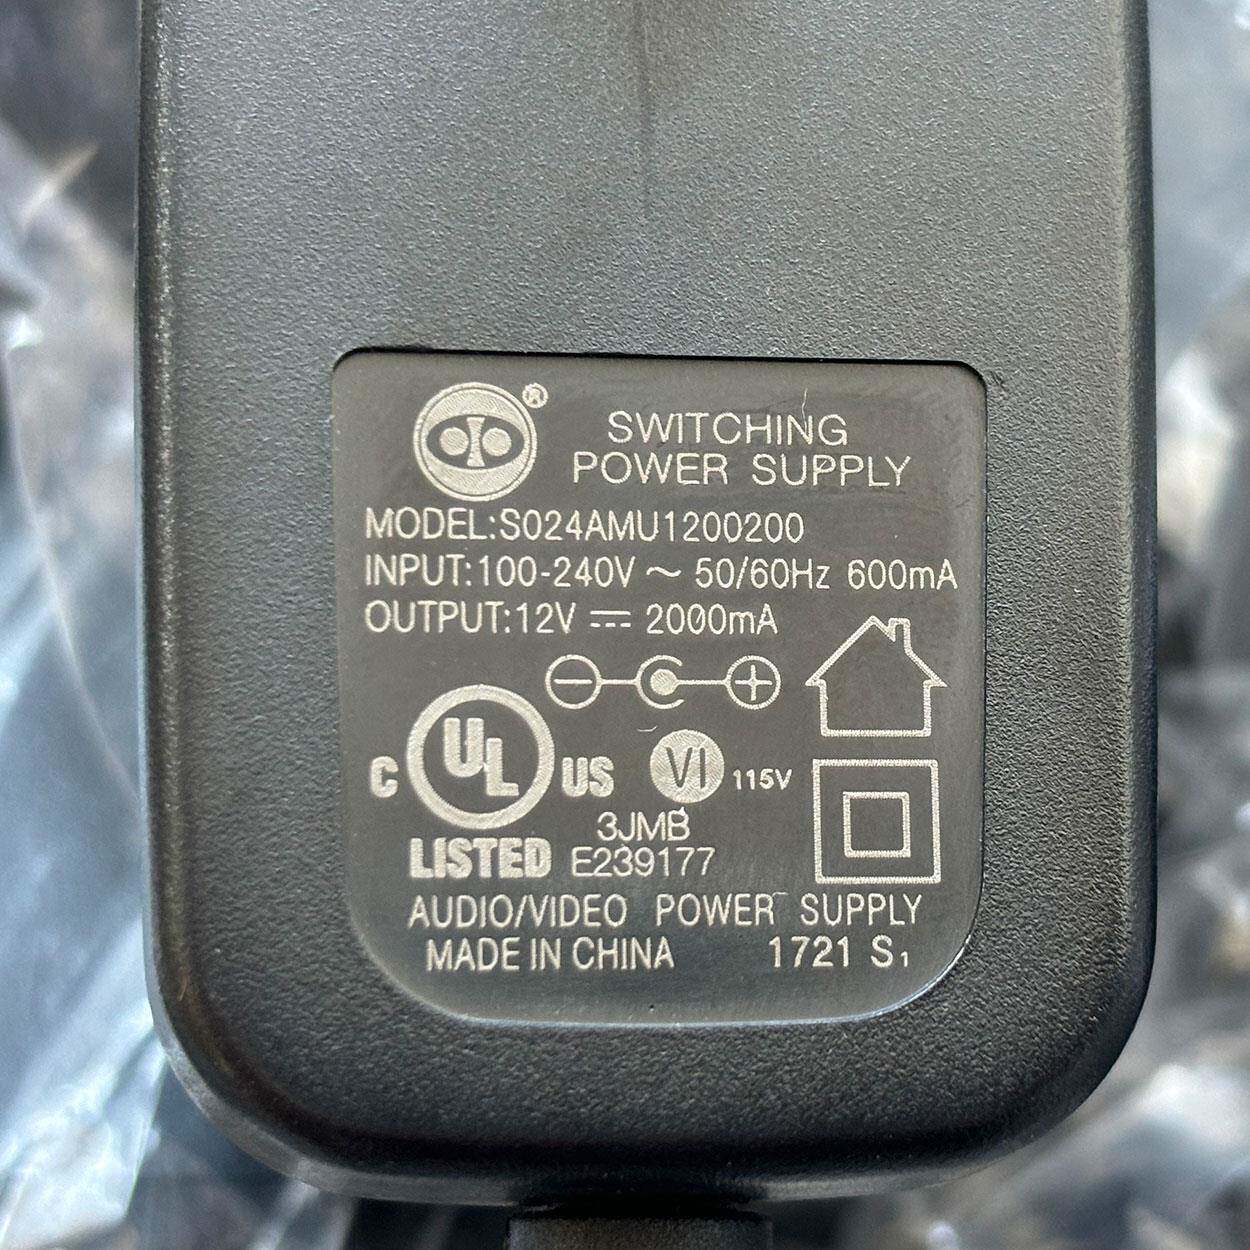 ®
SWITCHING
POWER SUPPLY
MODEL:S024AMU1200200
INPUT:100-240V ~ 50/60Hz 600mA
OUTPUT:12V ⎓ 2000mA
C UL US
LISTED
VI 115V
3JMB
E239177
AUDIO/VIDEO POWER SUPPLY
MADE IN CHINA 1721 S1